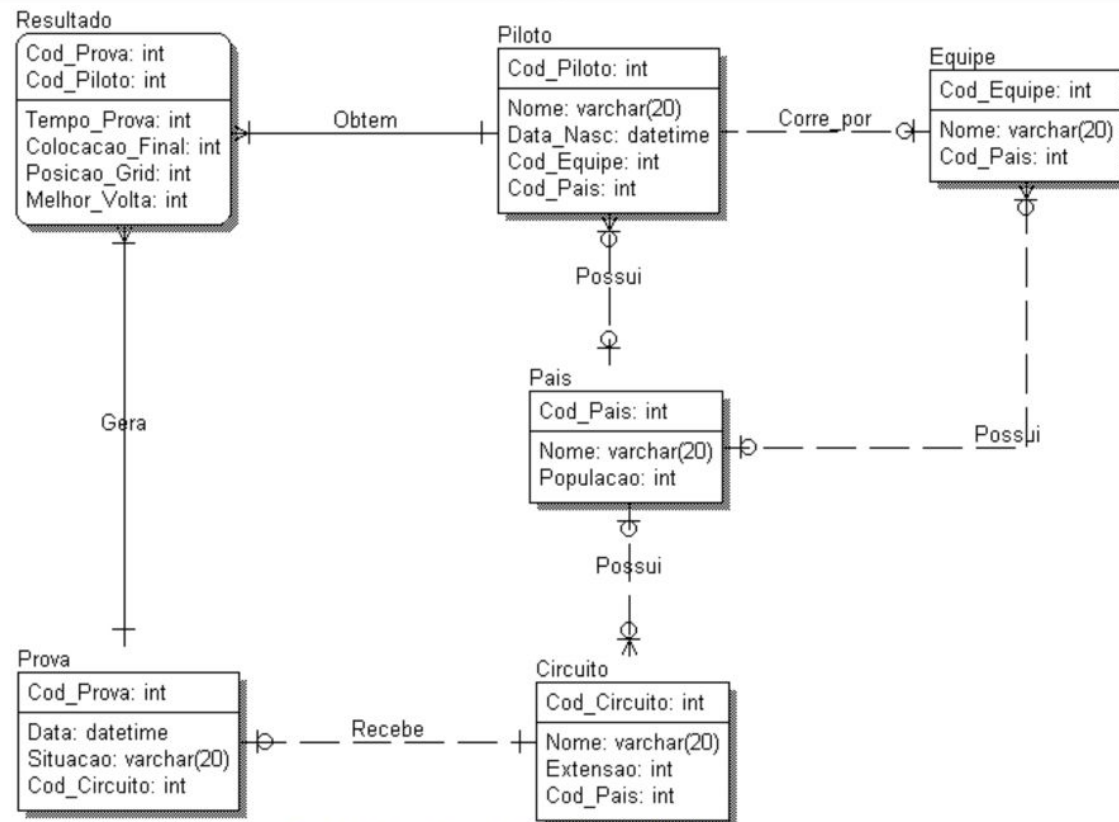 Resultado
Cod_Prova: int
Cod_Piloto: int
Tempo_Prova: int
Colocacao_Final: int
Posicao_Grid: int
Melhor_Volta: int
Obtem
Piloto
Cod_Piloto: int
Nome: varchar(20)
Data_Nasc: datetime
Cod_Equipe: int
Cod_Pais: int
Corre_por
Equipe
Cod_Equipe: int
Nome: varchar(20)
Cod_Pais: int
Possui
Pais
Cod_Pais: int
Nome: varchar(20)
Populacao: int
Possui
Gera
Possui
Prova
Cod_Prova: int
Data: datetime
Situacao: varchar(20)
Cod_Circuito: int
Recebe
Circuito
Cod_Circuito: int
Nome: varchar(20)
Extensao: int
Cod_Pais: int